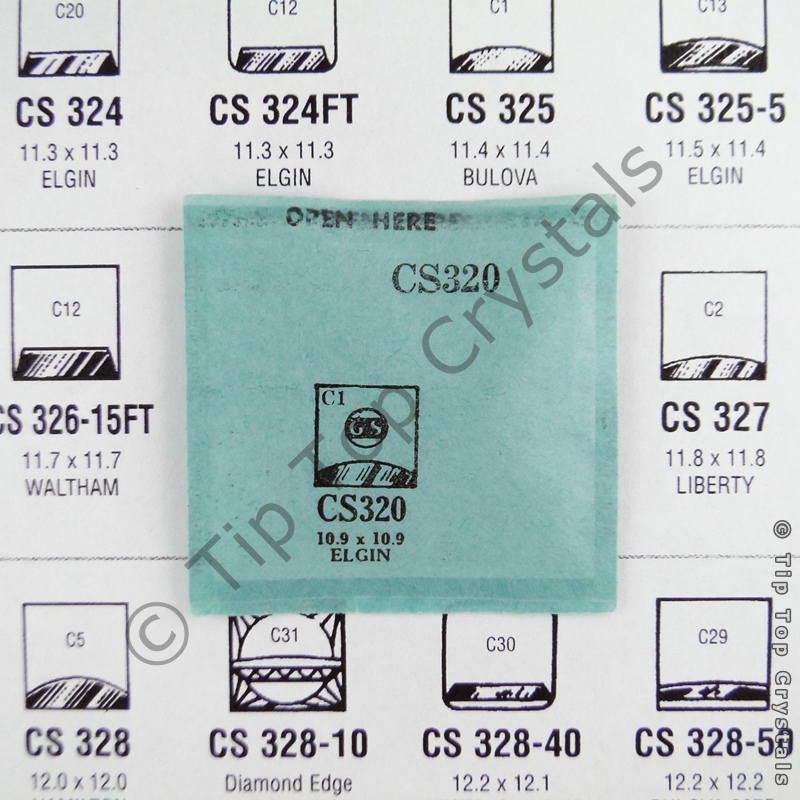 C20 C12 C1 C13
CS 324 CS 324FT CS 325 CS 325-5
11.3 x 11.3 11.3 x 11.3 11.4 x 11.4 11.5 x 11.4
ELGIN ELGIN BULOVA ELGIN
OPEN HERE
CS320
C12 C2
C1
GS
CS 326-15FT CS 327
11.7 x 11.7 11.8 x 11.8
WALTHAM LIBERTY
CS320
10.9 x 10.9
ELGIN
C5 C31 C30 C29
CS 328 CS 328-10 CS 328-40 CS 328-50
12.0 x 12.0 Diamond Edge 12.2 x 12.1 12.2 x 12.2
© Tip Top Crystals
© Tip Top Crystals